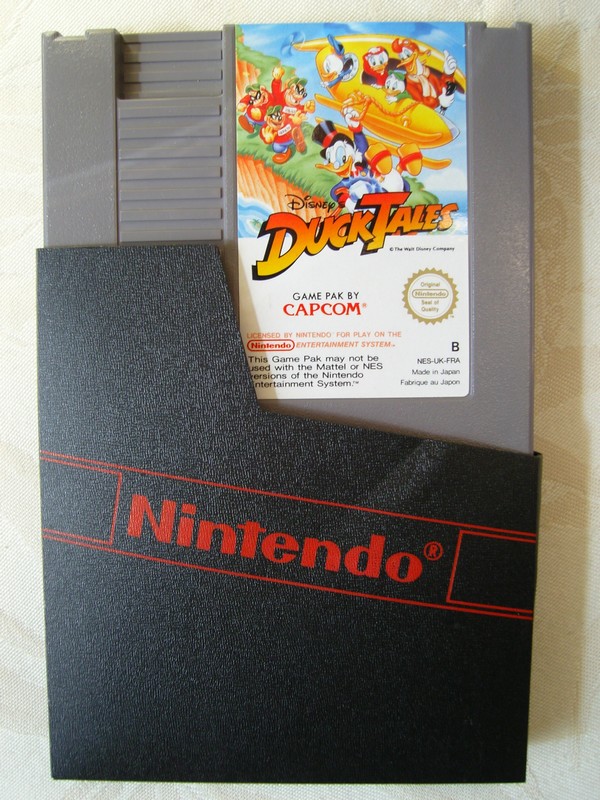 Disney's
DUCKTALES
© The Walt Disney Company
GAME PAK BY
CAPCOM®
Original
Nintendo
Seal of
Quality
LICENSED BY NINTENDO® FOR PLAY ON THE
Nintendo ENTERTAINMENT SYSTEM™
This Game Pak may not be
used with the Mattel or NES
versions of the Nintendo
Entertainment System.™
B
NES-UK-FRA
Made in Japan
Fabriqué au Japon
Nintendo®